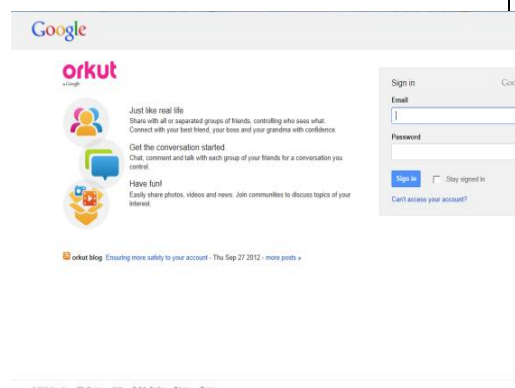 Google
orkut
by Google
Just like real life
Share with all or separated groups of friends, controlling who sees what.
Connect with your best friend, your boss and your grandma with confidence.
Get the conversation started
Chat, comment and talk with each group of your friends for a conversation you
control.
Have fun!
Easily share photos, videos and news. Join communities to discuss topics of your
interest.
orkut blog Ensuring more safety to your account - Thu Sep 27 2012 - more posts »
Sign in Goo
Email
Password
Sign in Stay signed in
Can't access your account?